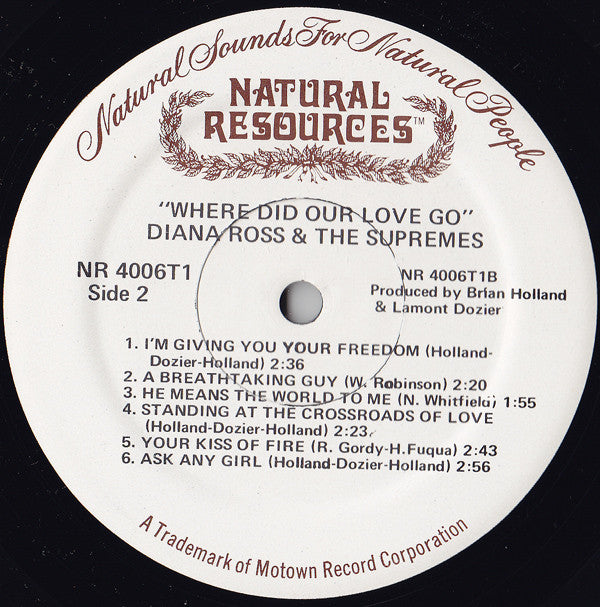 Natural Sounds For Natural People
NATURAL
RESOURCES™
"WHERE DID OUR LOVE GO"
DIANA ROSS & THE SUPREMES
NR 4006T1
Side 2
NR 4006T1B
Produced by Brian Holland
& Lamont Dozier
1. I'M GIVING YOU YOUR FREEDOM (Holland-
Dozier-Holland) 2:36
2. A BREATHTAKING GUY (W. Robinson) 2:20
3. HE MEANS THE WORLD TO ME (N. Whitfield) 1:55
4. STANDING AT THE CROSSROADS OF LOVE
(Holland-Dozier-Holland) 2:23
5. YOUR KISS OF FIRE (R. Gordy-H.Fuqua) 2:43
6. ASK ANY GIRL (Holland-Dozier-Holland) 2:56
A Trademark of Motown Record Corporation